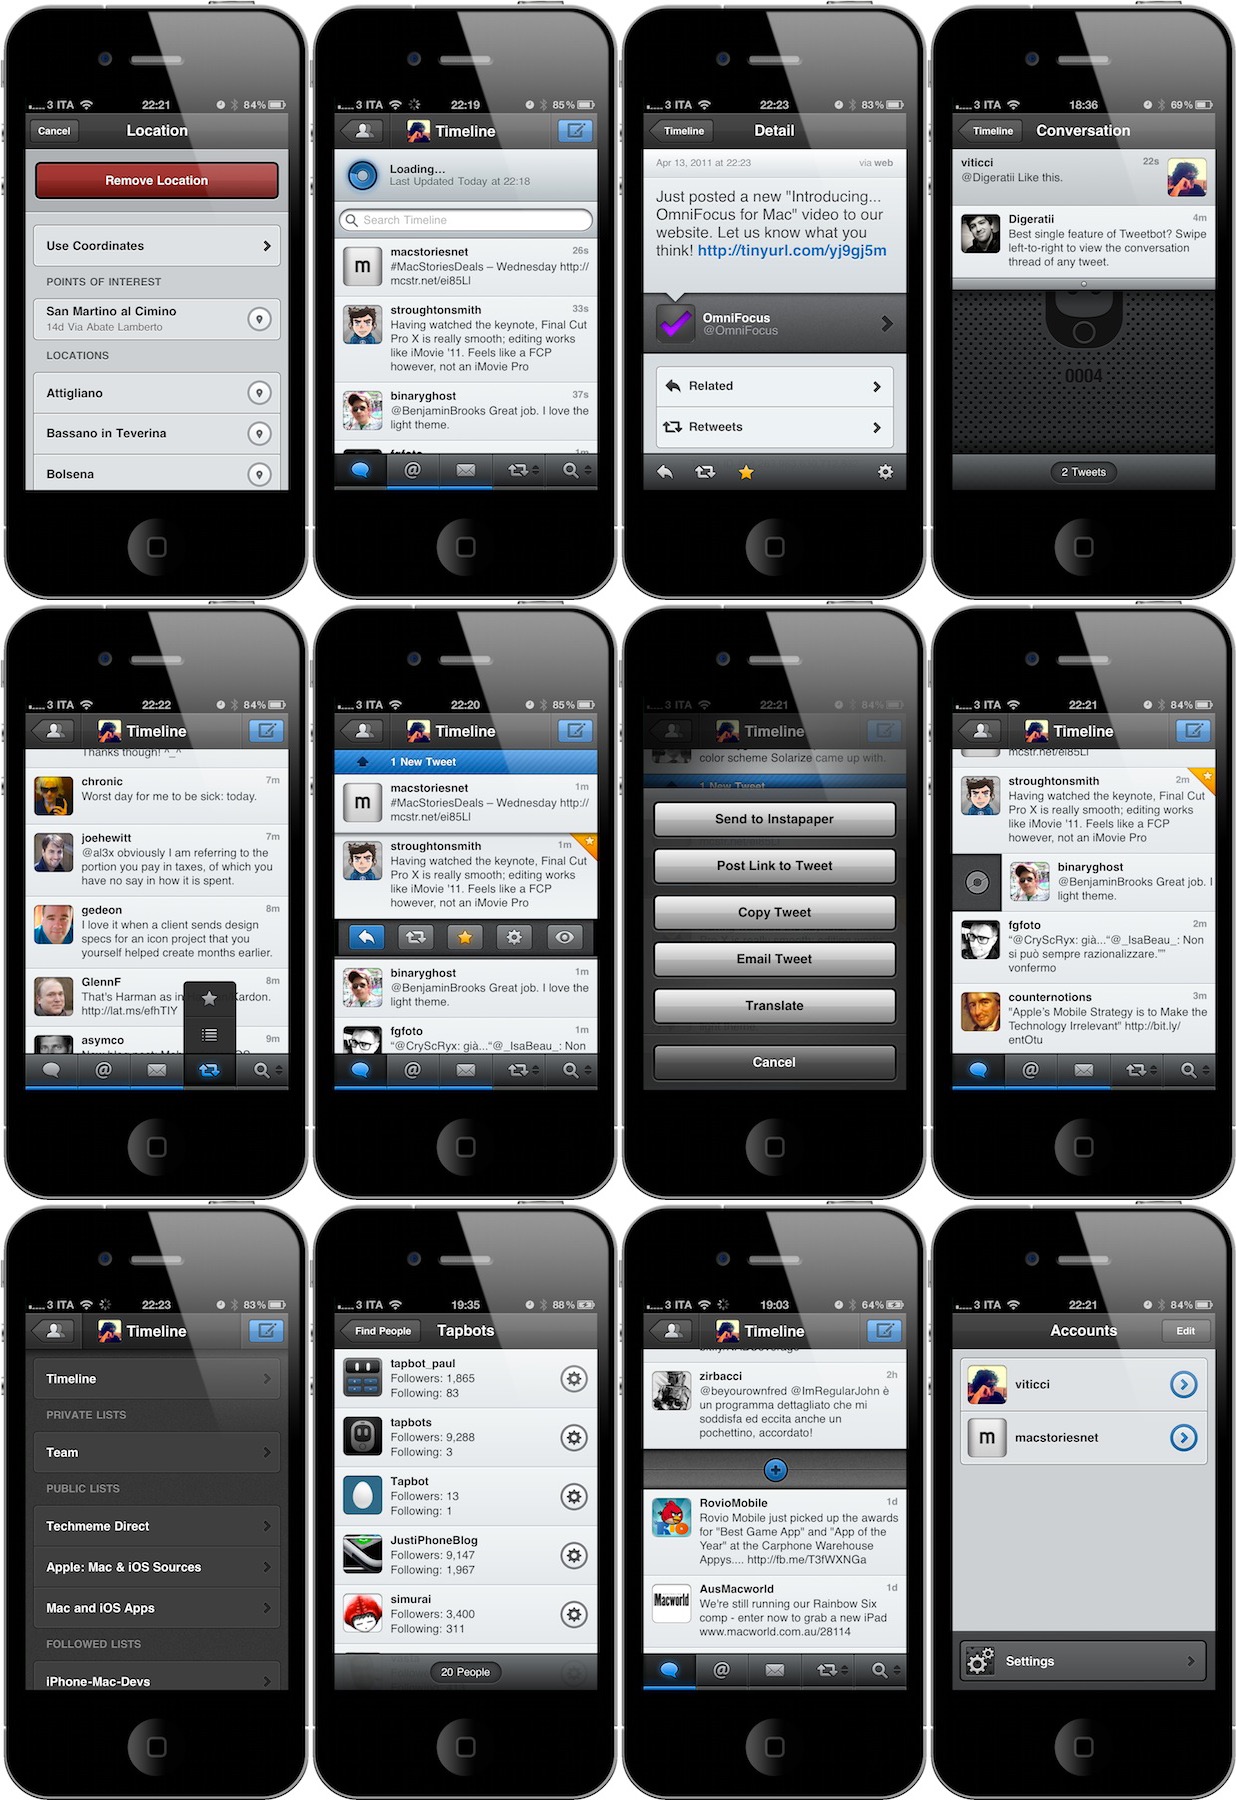 3 ITA 22:21 84%
Cancel Location
Remove Location
Use Coordinates
POINTS OF INTEREST
San Martino al Cimino
14d Via Abate Lamberto
LOCATIONS
Attigliano
Bassano in Teverina
Bolsena
3 ITA 22:19 85%
Timeline
Loading...
Last Updated Today at 22:18
Search Timeline
macstoriesnet 26s
#MacStoriesDeals – Wednesday http://
mcstr.net/ei85LI
stroughtonsmith 33s
Having watched the keynote, Final Cut
Pro X is really smooth; editing works
like iMovie '11. Feels like a FCP
however, not an iMovie Pro
binaryghost 37s
@BenjaminBrooks Great job. I love the
light theme.
fgfoto 1m
3 ITA 22:23 83%
Timeline Detail
Apr 13, 2011 at 22:23 via web
Just posted a new "Introducing...
OmniFocus for Mac" video to our
website. Let us know what you
think! http://tinyurl.com/yj9gj5m
OmniFocus
@OmniFocus
Related
Retweets
3 ITA 18:36 69%
Timeline Conversation
viticci 22s
@Digeratii Like this.
Digeratii 4m
Best single feature of Tweetbot? Swipe
left-to-right to view the conversation
thread of any tweet.
0004
2 Tweets
3 ITA 22:22 84%
Timeline
Thanks though! ^_^
chronic 7m
Worst day for me to be sick: today.
joehewitt 7m
@al3x obviously I am referring to the
portion you pay in taxes, of which you
have no say in how it is spent.
gedeon 8m
I love it when a client sends design
specs for an icon project that you
yourself helped create months earlier.
GlennF 8m
That's Harman as in Kardon.
http://lat.ms/efhTIY
asymco 9m
3 ITA 22:20 85%
Timeline
1 New Tweet
macstoriesnet 1m
#MacStoriesDeals – Wednesday http://
mcstr.net/ei85LI
stroughtonsmith 1m
Having watched the keynote, Final Cut
Pro X is really smooth; editing works
like iMovie '11. Feels like a FCP
however, not an iMovie Pro
binaryghost 1m
@BenjaminBrooks Great job. I love the
light theme.
fgfoto 1m
"@CryScRyx: già..."@_IsaBeau_: Non
3 ITA 22:21 84%
Timeline
color scheme Solarize came up with.
1 New Tweet
Send to Instapaper
Post Link to Tweet
Copy Tweet
Email Tweet
Translate
Cancel
3 ITA 22:21 84%
Timeline
mcstr.net/ei85LI
stroughtonsmith 2m
Having watched the keynote, Final Cut
Pro X is really smooth; editing works
like iMovie '11. Feels like a FCP
however, not an iMovie Pro
binaryghost
@BenjaminBrooks Great job. I
light theme.
fgfoto 2m
"@CryScRyx: già..."@_IsaBeau_: Non
si può sempre razionalizzare.""
vonfermo
counternotions 3m
"Apple's Mobile Strategy is to Make the
Technology Irrelevant" http://bit.ly/
entOtu
3 ITA 22:23 83%
Timeline
Timeline
PRIVATE LISTS
Team
PUBLIC LISTS
Techmeme Direct
Apple: Mac & iOS Sources
Mac and iOS Apps
FOLLOWED LISTS
iPhone-Mac-Devs
3 ITA 19:35 88%
Find People Tapbots
tapbot_paul
Followers: 1,865
Following: 83
tapbots
Followers: 9,288
Following: 3
Tapbot
Followers: 13
Following: 1
JustiPhoneBlog
Followers: 9,147
Following: 1,967
simurai
Followers: 3,400
Following: 311
20 People
3 ITA 19:03 64%
Timeline
zirbacci 2h
@beyourownfred @ImRegularJohn è
un programma dettagliato che mi
soddisfa ed eccita anche un
pochettino, accordato!
RovioMobile 1d
Rovio Mobile just picked up the awards
for "Best Game App" and "App of the
Year" at the Carphone Warehouse
Appys.... http://fb.me/T3fWXNGa
Macworld
AusMacworld 1d
We're still running our Rainbow Six
comp - enter now to grab a new iPad
www.macworld.com.au/28114
3 ITA 22:21 84%
Accounts Edit
viticci
m macstoriesnet
Settings